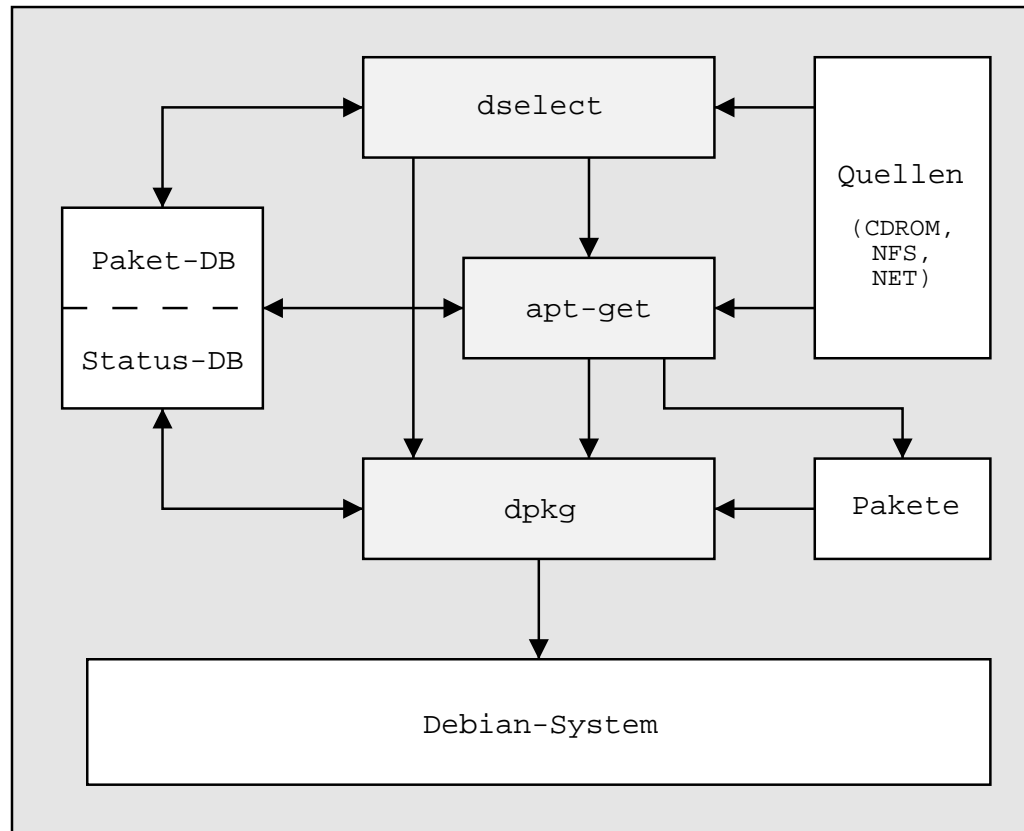 dselect
Quellen
(CDROM,
NFS,
NET)
Paket-DB
Status-DB
apt-get
dpkg
Pakete
Debian-System